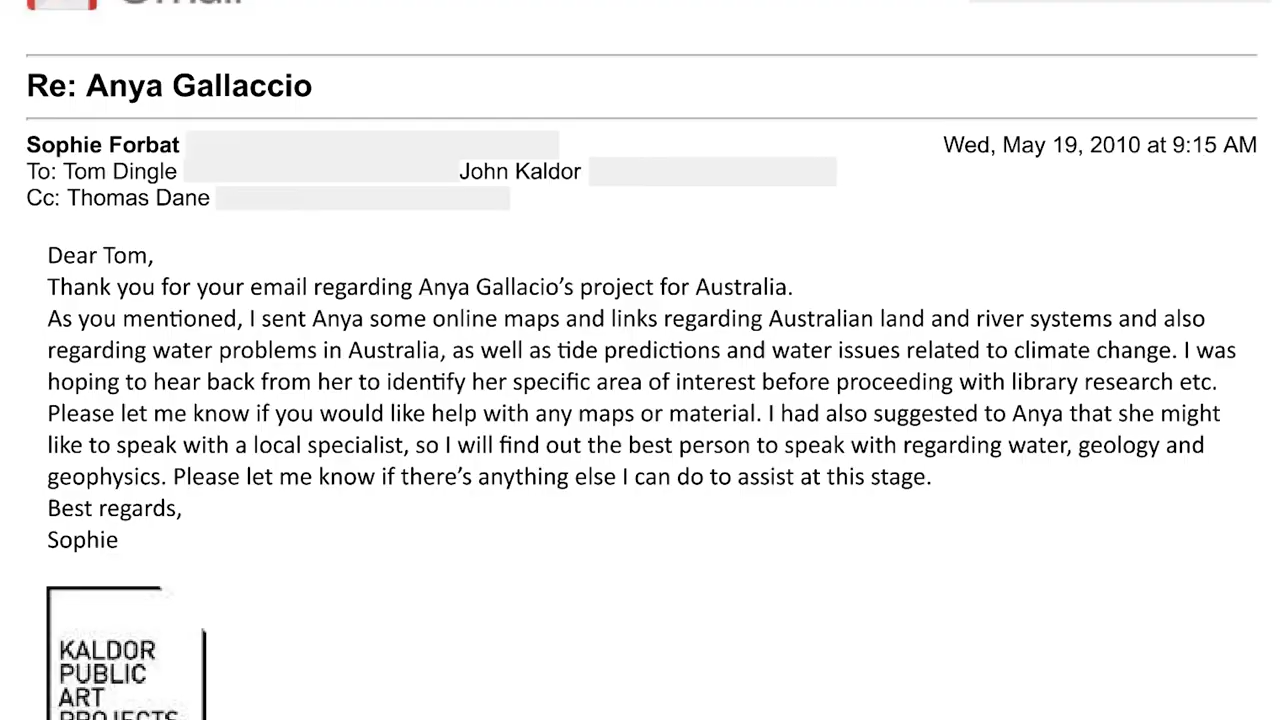 Re: Anya Gallaccio
Sophie Forbat
Wed, May 19, 2010 at 9:15 AM
To: Tom Dingle John Kaldor
Cc: Thomas Dane
Dear Tom,
Thank you for your email regarding Anya Gallacio’s project for Australia.
As you mentioned, I sent Anya some online maps and links regarding Australian land and river systems and also
regarding water problems in Australia, as well as tide predictions and water issues related to climate change. I was
hoping to hear back from her to identify her specific area of interest before proceeding with library research etc.
Please let me know if you would like help with any maps or material. I had also suggested to Anya that she might
like to speak with a local specialist, so I will find out the best person to speak with regarding water, geology and
geophysics. Please let me know if there’s anything else I can do to assist at this stage.
Best regards,
Sophie
KALDOR
PUBLIC
ART
PROJECTS